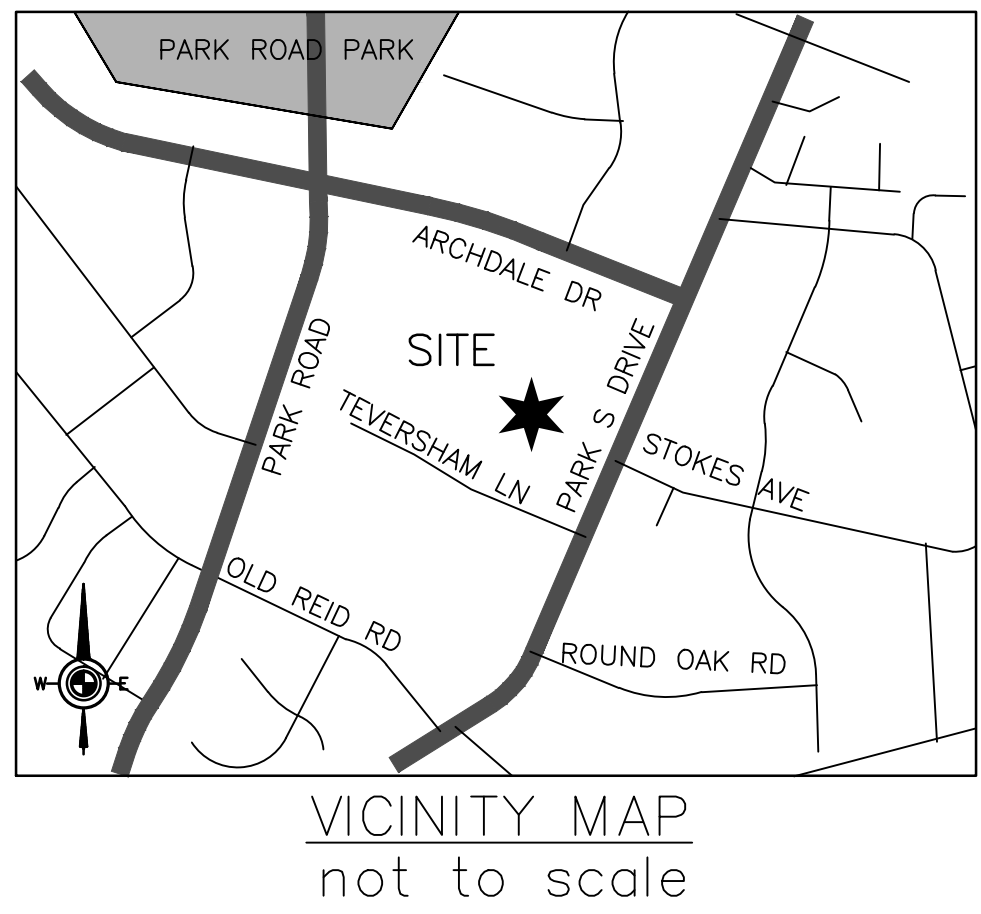 PARK ROAD PARK
ARCHDALE DR
PARK ROAD
SITE
PARK S DRIVE
TEVERSHAM LN
STOKES AVE
OLD REID RD
ROUND OAK RD
W E
VICINITY MAP
not to scale